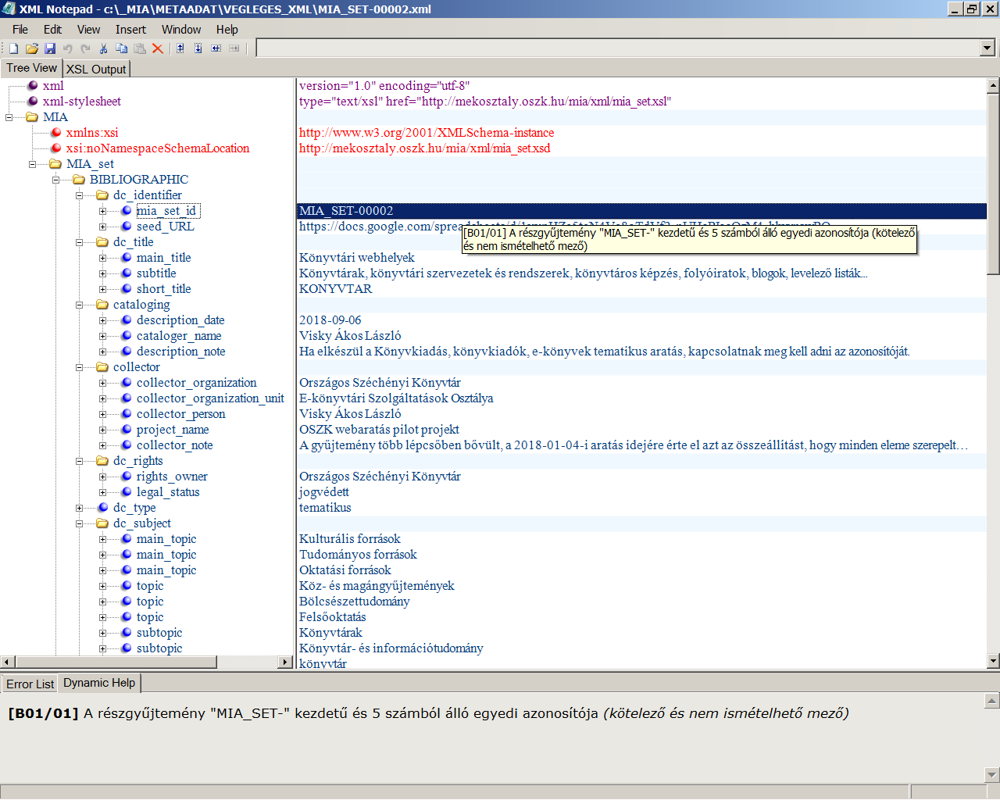 XML Notepad - c:\_MIA\METAADAT\VEGLEGES_XML\MIA_SET-00002.xml
File Edit View Insert Window Help
Tree View XSL Output
xml version="1.0" encoding="utf-8"
xml-stylesheet type="text/xsl" href="http://mekosztaly.oszk.hu/mia/xml/mia_set.xsl"
MIA
xmlns:xsi http://www.w3.org/2001/XMLSchema-instance
xsi:noNamespaceSchemaLocation http://mekosztaly.oszk.hu/mia/xml/mia_set.xsd
MIA_set
BIBLIOGRAPHIC
dc_identifier
mia_set_id MIA_SET-00002
seed_URL https://docs.google.com/spreadsheets/d/
[B01/01] A részgyűjtemény "MIA_SET-" kezdetű és 5 számból álló egyedi azonosítója (kötelező
és nem ismételhető mező)
dc_title
main_title Könyvtári webhelyek
subtitle Könyvtárak, könyvtári szervezetek és rendszerek, könyvtáros képzés, folyóiratok, blogok, levelező listák...
short_title KONYVTAR
cataloging
description_date 2018-09-06
cataloger_name Visky Ákos László
description_note Ha elkészül a Könyvkiadás, könyvkiadók, e-könyvek tematikus aratás, kapcsolatnak meg kell adni az azonosítóját.
collector
collector_organization Országos Széchényi Könyvtár
collector_organization_unit E-könyvtári Szolgáltatások Osztálya
collector_person Visky Ákos László
project_name OSZK webaratás pilot projekt
collector_note A gyűjtemény több lépcsőben bővült, a 2018-01-04-i aratás idejére érte el azt az összeállítást, hogy minden eleme szerepelt…
dc_rights
rights_owner Országos Széchényi Könyvtár
legal_status jogvédett
dc_type tematikus
dc_subject
main_topic Kulturális források
main_topic Tudományos források
main_topic Oktatási források
topic Köz- és magángyűjtemények
topic Bölcsészettudomány
topic Felsőoktatás
subtopic Könyvtárak
subtopic Könyvtár- és információtudomány
könyvtár
Error List Dynamic Help
[B01/01] A részgyűjtemény "MIA_SET-" kezdetű és 5 számból álló egyedi azonosítója (kötelező és nem ismételhető mező)